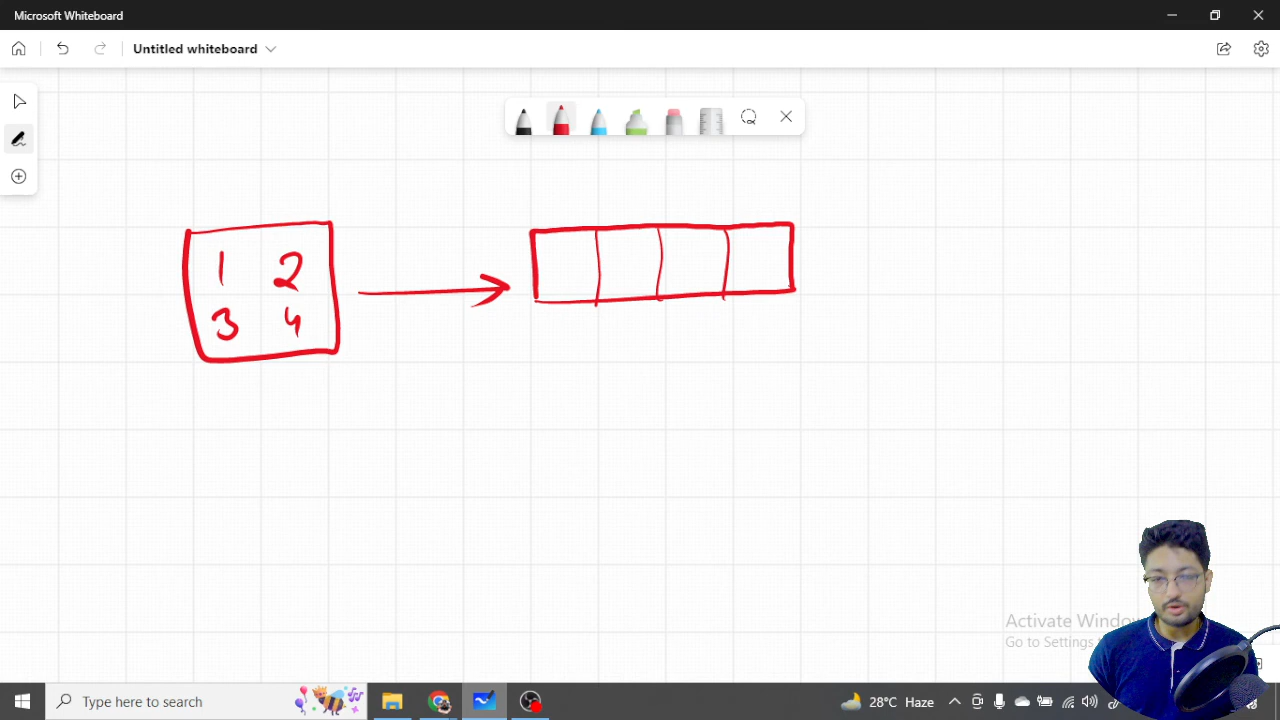 Microsoft Whiteboard
Untitled whiteboard
1 2
3 4
Activate Windo
Go to Settings
Type here to search
28°C Haze